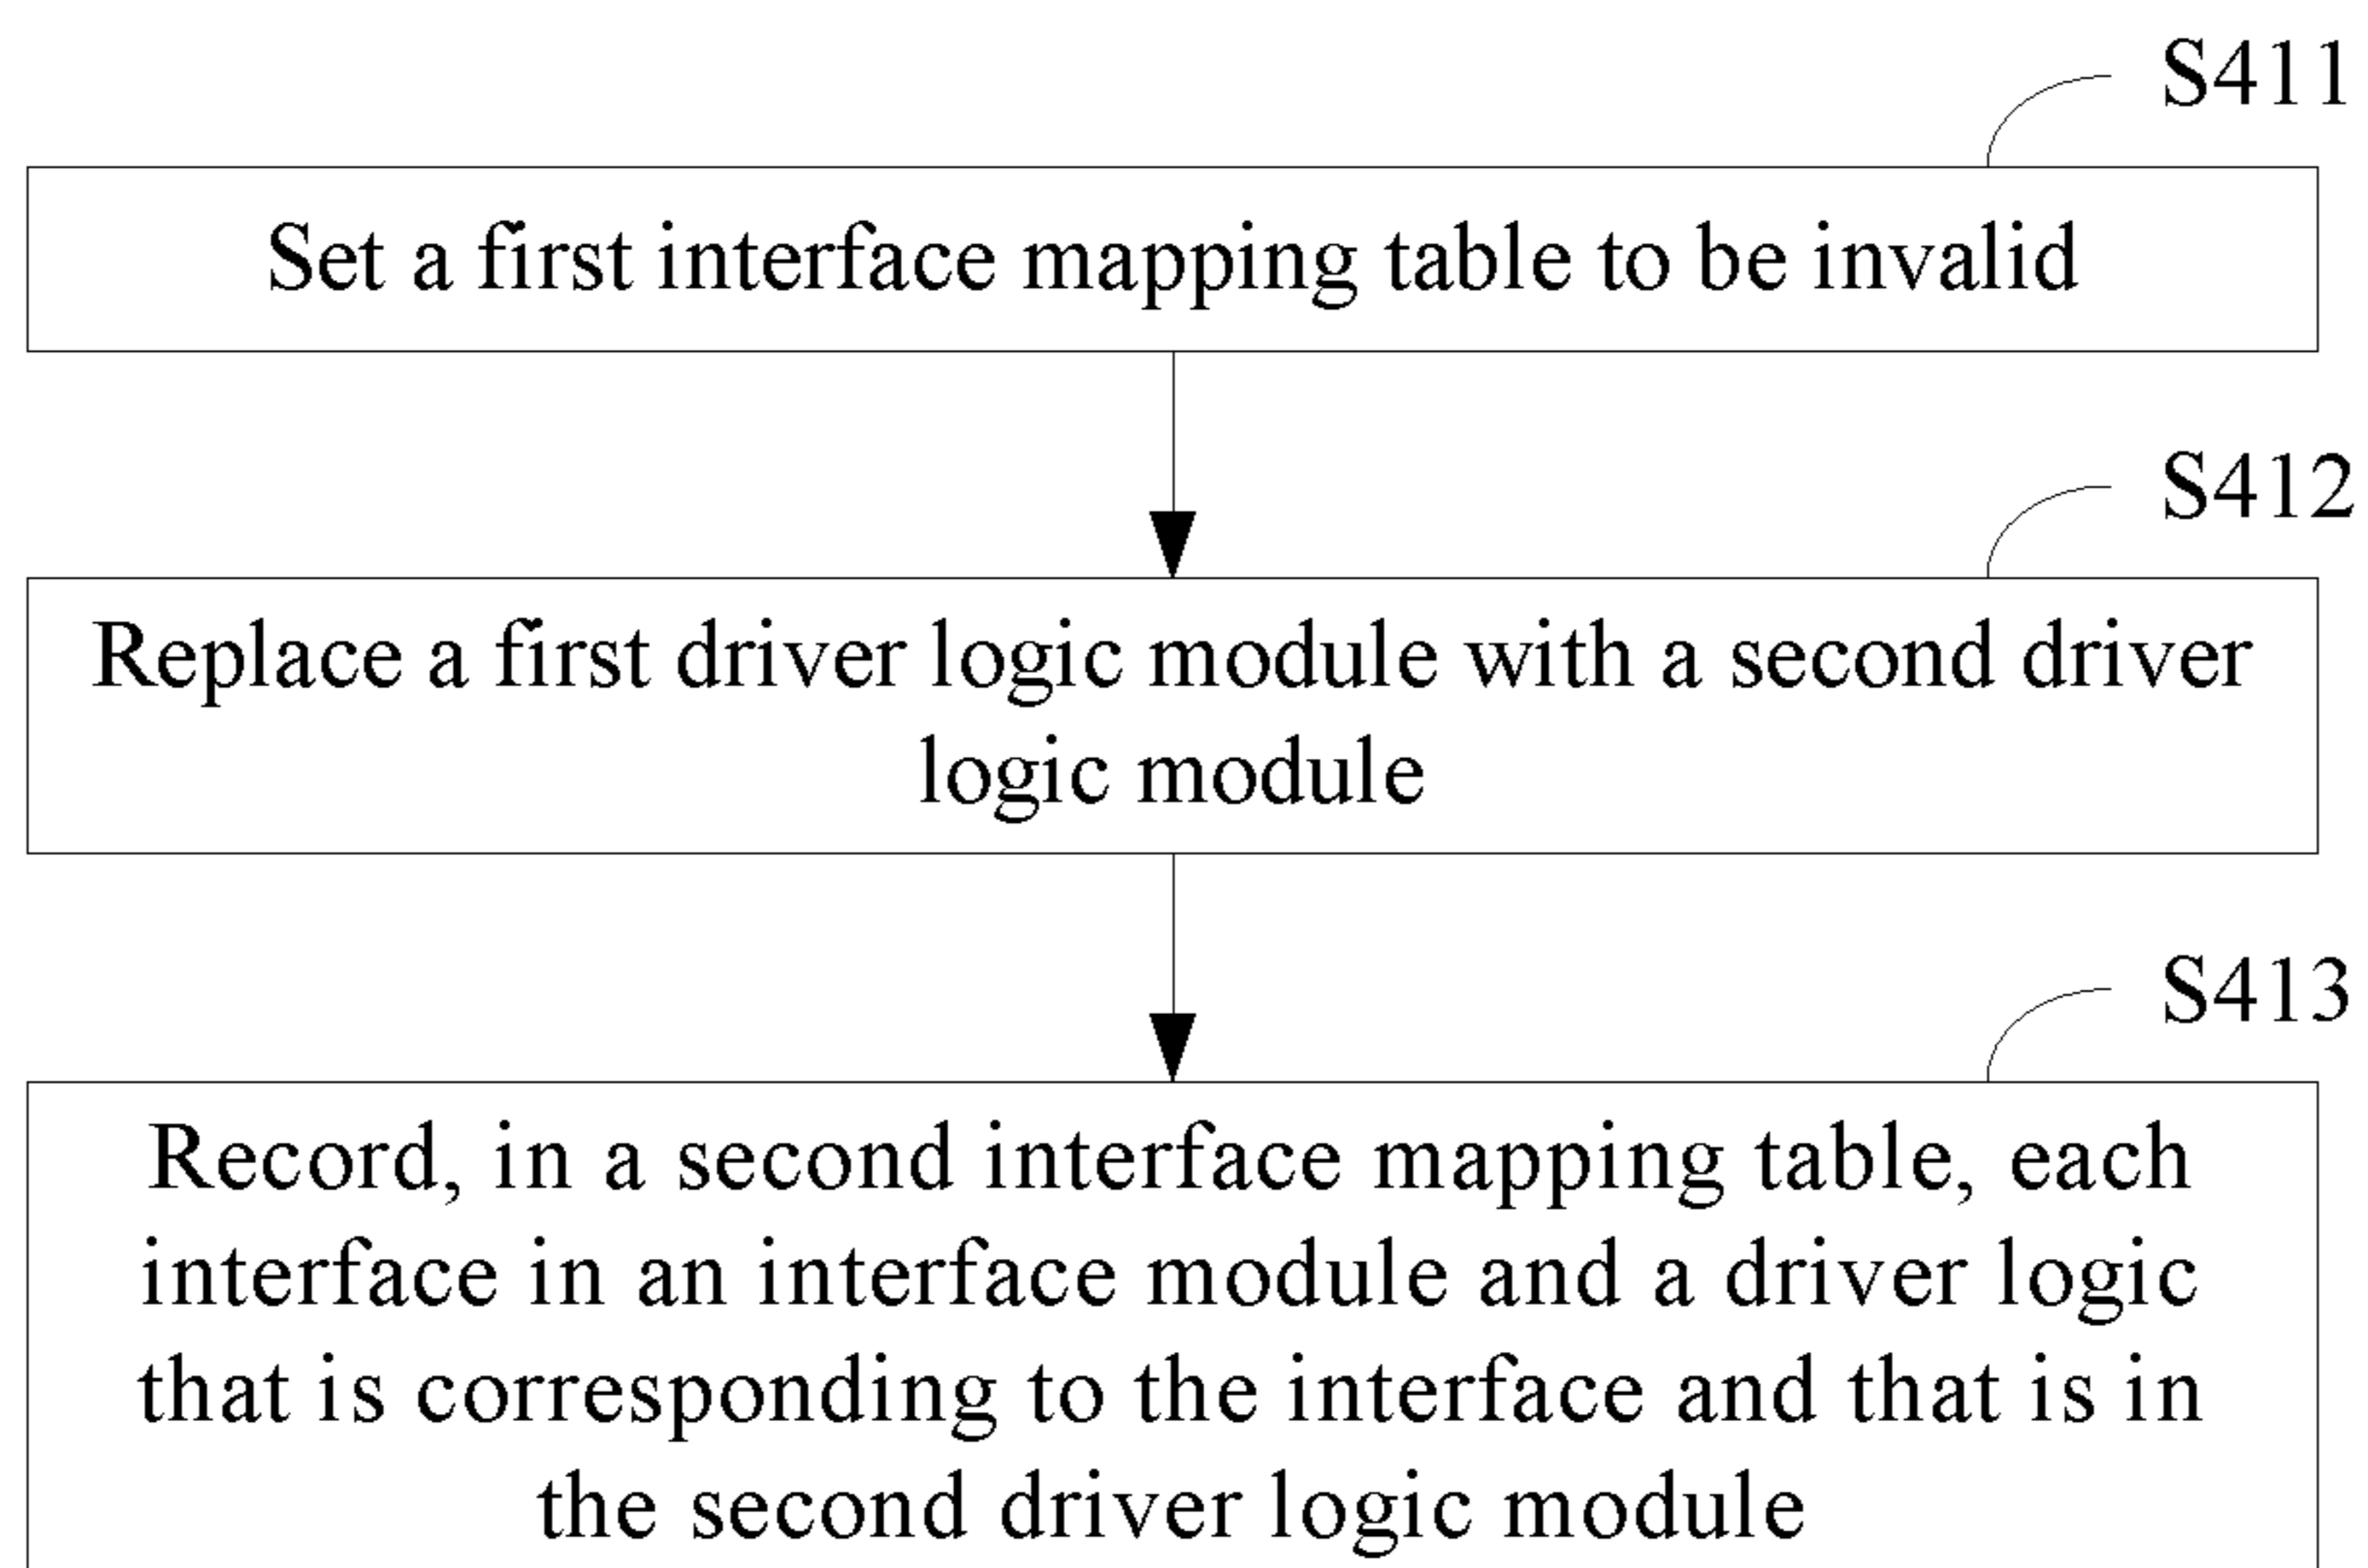 S411
Set a first interface mapping table to be invalid
S412
Replace a first driver logic module with a second driver
logic module
S413
Record, in a second interface mapping table, each
interface in an interface module and a driver logic
that is corresponding to the interface and that is in
the second driver logic module